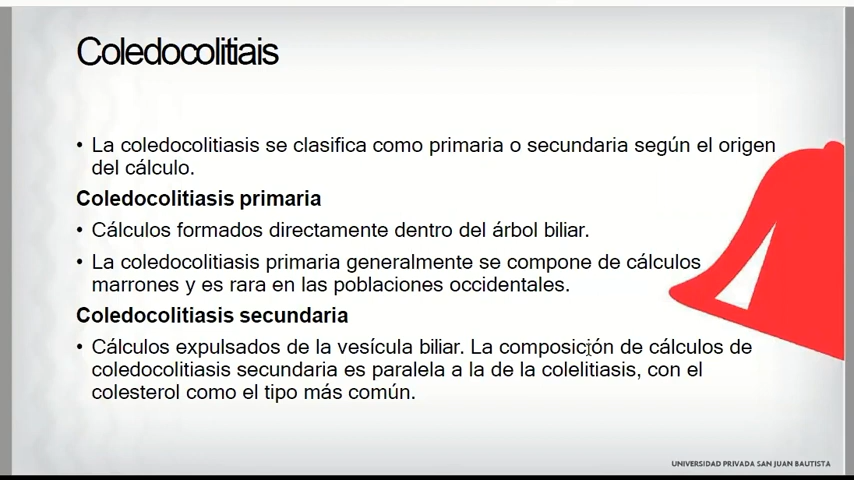 Coledocolitiais
• La coledocolitiasis se clasifica como primaria o secundaria según el origen
del cálculo.
Coledocolitiasis primaria
• Cálculos formados directamente dentro del árbol biliar.
• La coledocolitiasis primaria generalmente se compone de cálculos
marrones y es rara en las poblaciones occidentales.
Coledocolitiasis secundaria
• Cálculos expulsados de la vesícula biliar. La composición de cálculos de
coledocolitiasis secundaria es paralela a la de la colelitiasis, con el
colesterol como el tipo más común.
UNIVERSIDAD PRIVADA SAN JUAN BAUTISTA